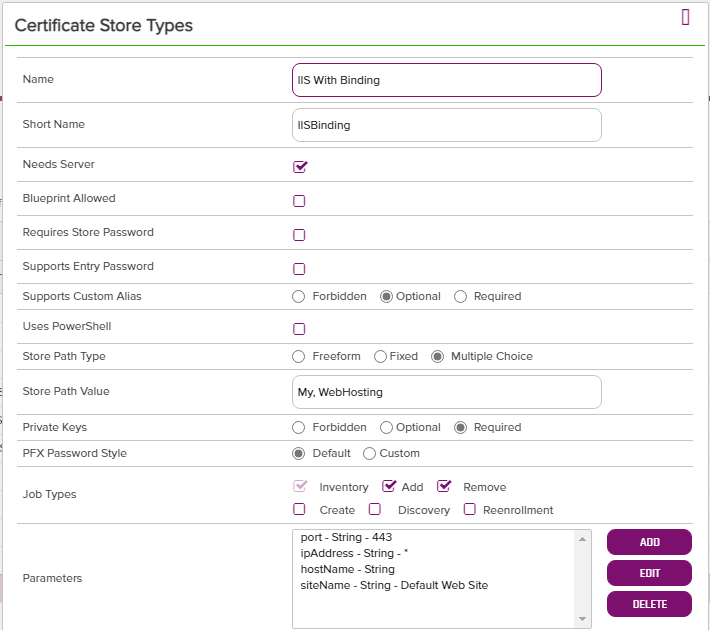 Certificate Store Types
Name
IIS With Binding
Short Name
IISBinding
Needs Server
Blueprint Allowed
Requires Store Password
Supports Entry Password
Supports Custom Alias
Forbidden Optional Required
Uses PowerShell
Store Path Type
Freeform Fixed Multiple Choice
Store Path Value
My, WebHosting
Private Keys
Forbidden Optional Required
PFX Password Style
Default Custom
Job Types
Inventory Add Remove
Create Discovery Reenrollment
Parameters
port - String - 443
ipAddress - String - *
hostName - String
siteName - String - Default Web Site
ADD
EDIT
DELETE